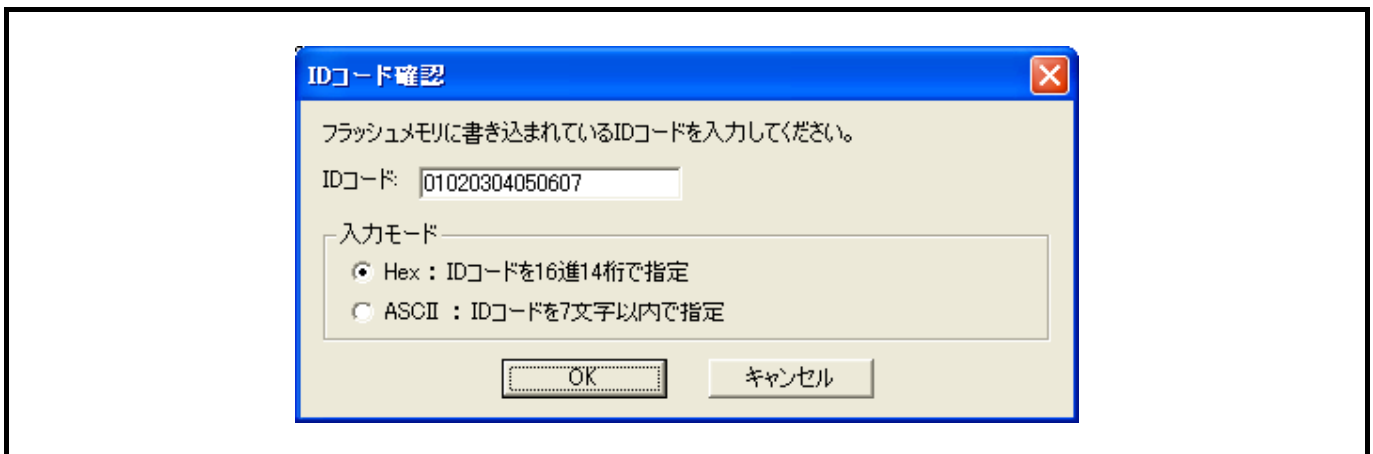 IDコード確認
フラッシュメモリに書き込まれているIDコードを入力してください。
IDコード: 01020304050607
入力モード
Hex : IDコードを16進14桁で指定
ASCII : IDコードを7文字以内で指定
OK キャンセル